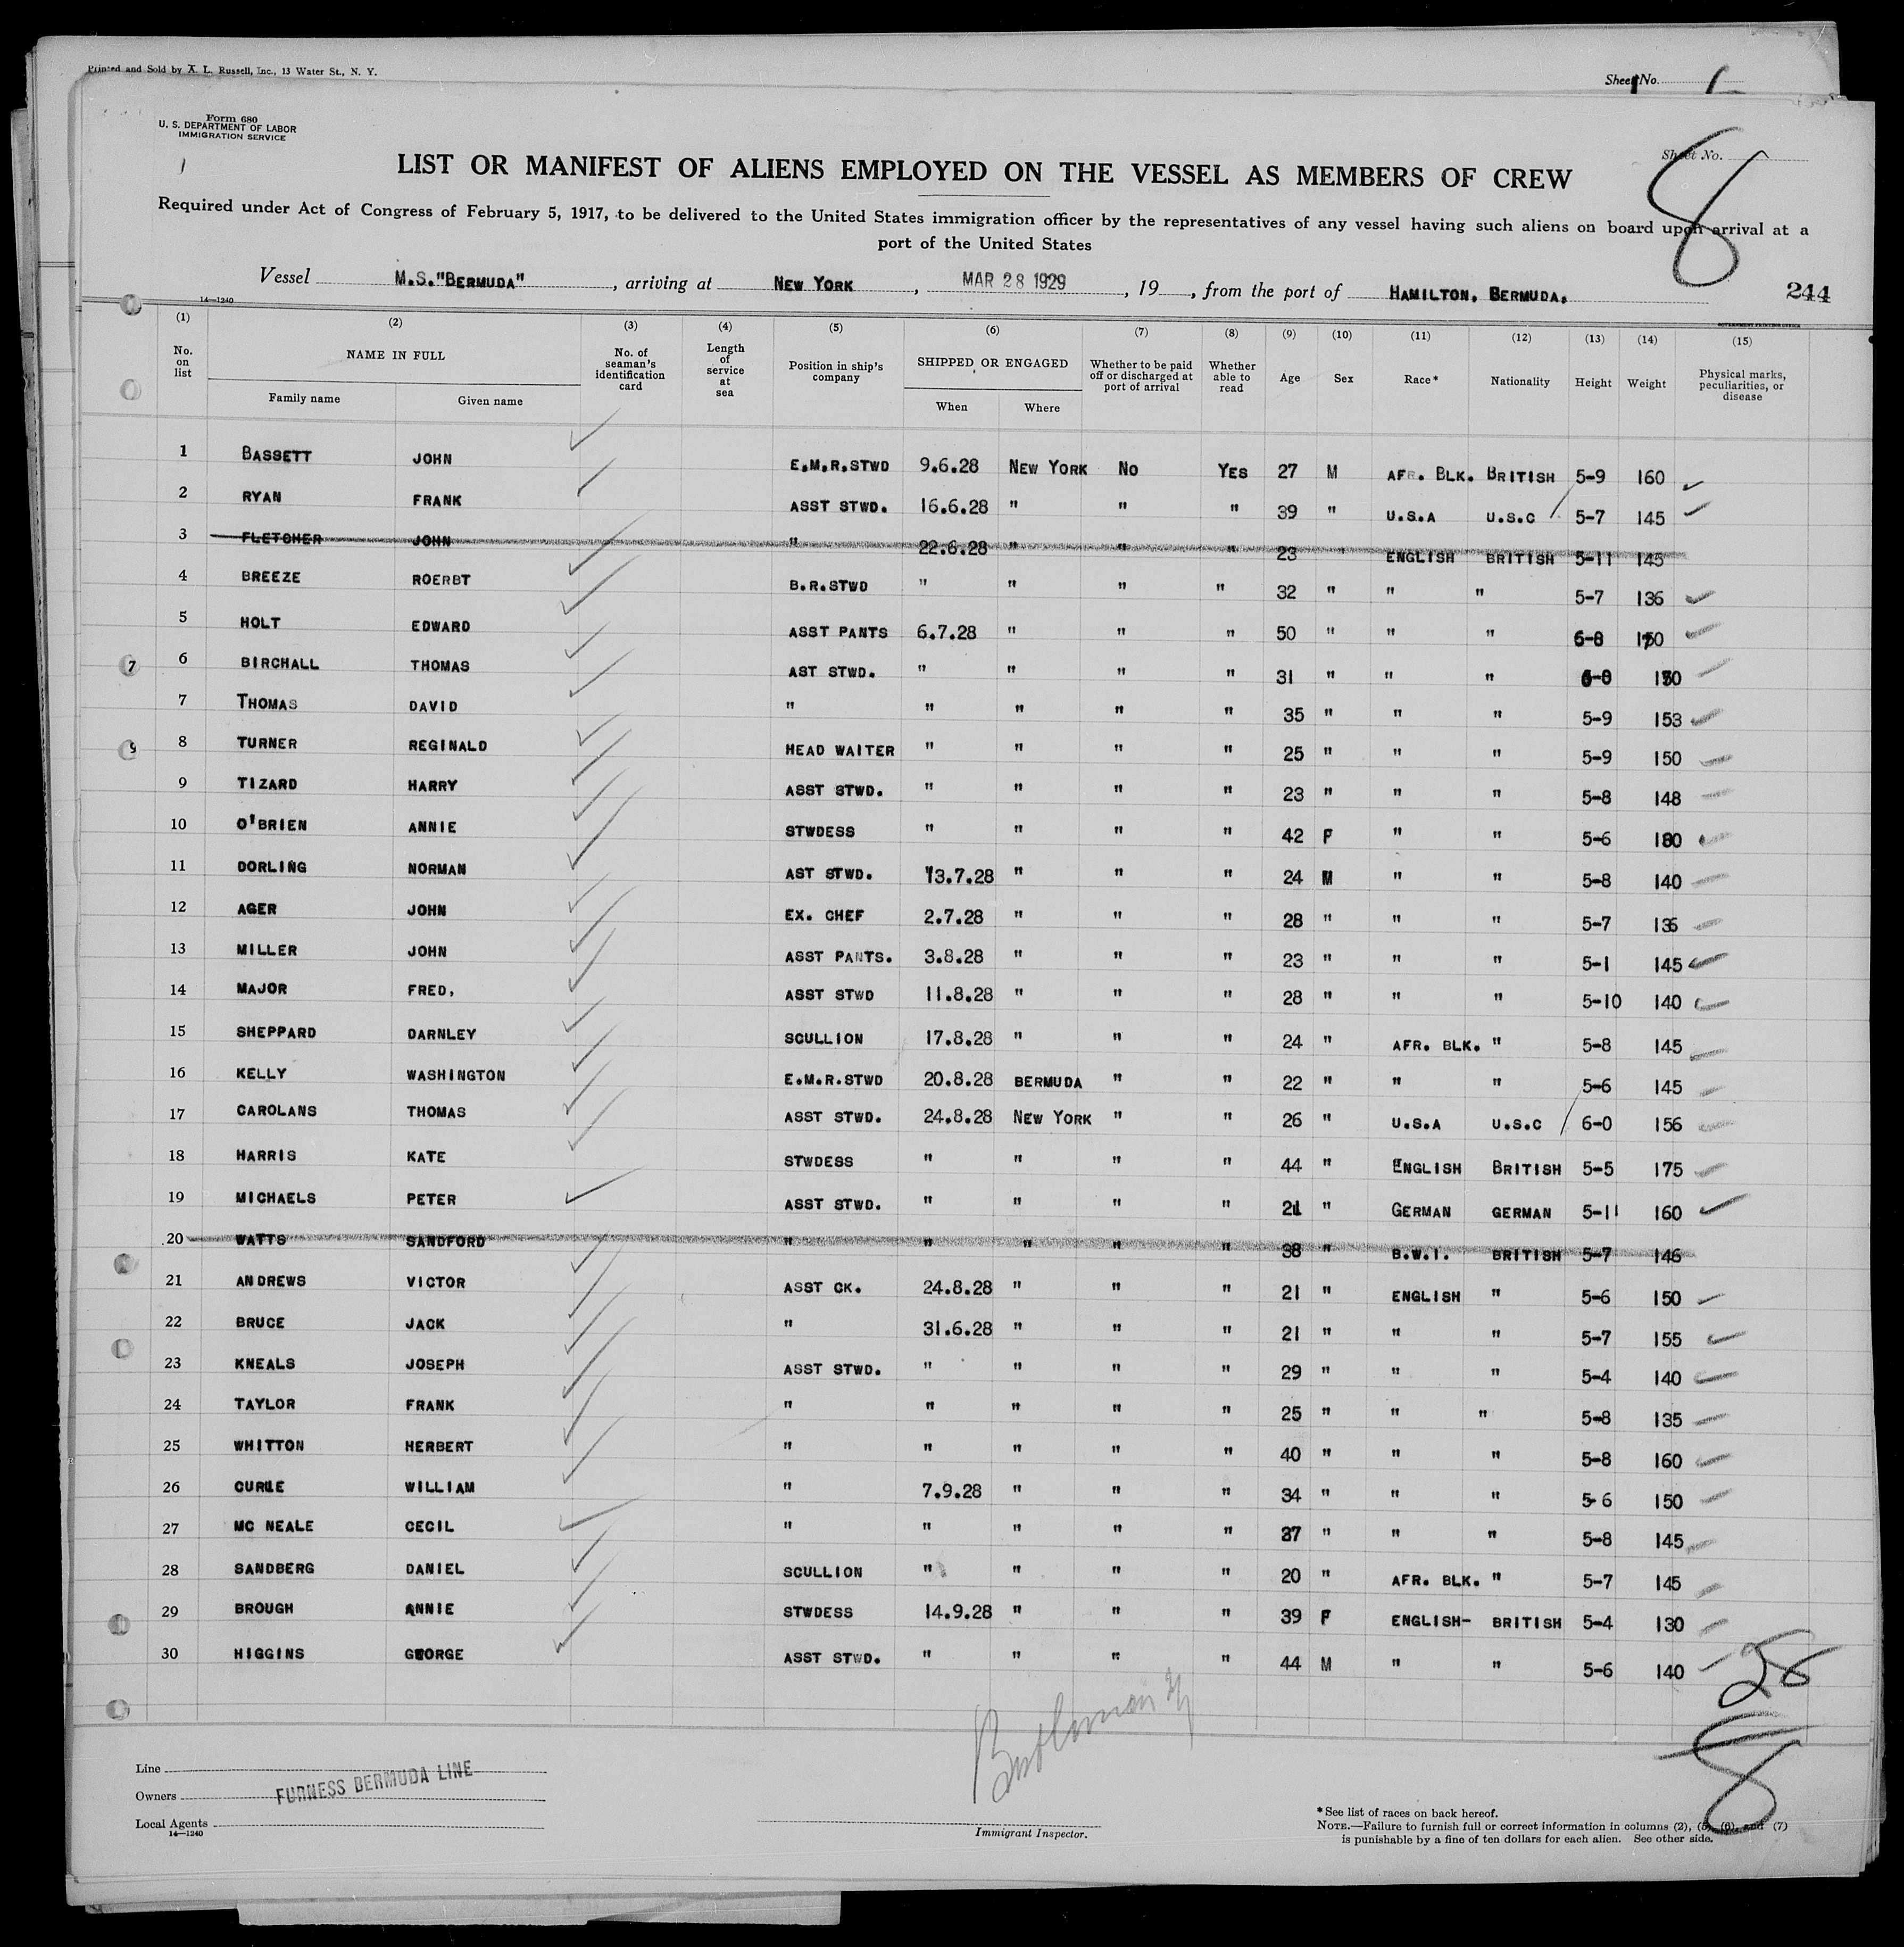 Printed and Sold by A. L. Russell, Inc., 13 Water St., N. Y.
Sheet No.
Form 680
U. S. DEPARTMENT OF LABOR
IMMIGRATION SERVICE
Sheet No. 8
LIST OR MANIFEST OF ALIENS EMPLOYED ON THE VESSEL AS MEMBERS OF CREW
Required under Act of Congress of February 5, 1917, to be delivered to the United States immigration officer by the representatives of any vessel having such aliens on board upon arrival at a
port of the United States
Vessel M.S."BERMUDA", arriving at NEW YORK, MAR 28 1929, 19, from the port of HAMILTON, BERMUDA. 244
14—1240 GOVERNMENT PRINTING OFFICE
(1) (2) (3) (4) (5) (6) (7) (8) (9) (10) (11) (12) (13) (14) (15)
No. on list NAME IN FULL Family name Given name No. of seaman's identification card Length of service at sea Position in ship's company SHIPPED OR ENGAGED When Where Whether to be paid off or discharged at port of arrival Whether able to read Age Sex Race* Nationality Height Weight Physical marks, peculiarities, or disease
1 BASSETT JOHN E.M.R.STWD 9.6.28 NEW YORK NO YES 27 M AFR. BLK. BRITISH 5-9 160
2 RYAN FRANK ASST STWD. 16.6.28 " " " 39 " U.S.A U.S.C 5-7 145
3 FLETCHER JOHN " 22.6.28 " " " 23 " ENGLISH BRITISH 5-11 145
4 BREEZE ROERBT B.R.STWD " " " " 32 " " " 5-7 136
5 HOLT EDWARD ASST PANTS 6.7.28 " " " 50 " " "
6 BIRCHALL THOMAS AST STWD. " " " " 31 " " "
7 THOMAS DAVID " " " " " 35 " " " 5-9 153
8 TURNER REGINALD HEAD WAITER " " " " 25 " " " 5-9 150
9 TIZARD HARRY ASST STWD. " " " " 23 " " " 5-8 148
10 O'BRIEN ANNIE STWDESS " " " " 42 F " " 5-6
11 DORLING NORMAN AST STWD. 13.7.28 " " " 24 M " " 5-8 140
12 AGER JOHN EX. CHEF 2.7.28 " " " 28 " " " 5-7 136
13 MILLER JOHN ASST PANTS. 3.8.28 " " " 23 " " " 5-1 145
14 MAJOR FRED, ASST STWD 11.8.28 " " " 28 " " " 5-10 140
15 SHEPPARD DARNLEY SCULLION 17.8.28 " " " 24 " AFR. BLK. " 5-8 145
16 KELLY WASHINGTON E.M.R.STWD 20.8.28 BERMUDA " " 22 " " " 5-6 145
17 CAROLANS THOMAS ASST STWD. 24.8.28 NEW YORK " " 26 " U.S.A U.S.C 6-0 156
18 HARRIS KATE STWDESS " " " " 44 " ENGLISH BRITISH 5-5 175
19 MICHAELS PETER ASST STWD. " " " " 21 " GERMAN GERMAN 5-11 160
20 WATTS SANDFORD " " " " " 38 " B.W.I. BRITISH 5-7 146
21 ANDREWS VICTOR ASST CK. 24.8.28 " " " 21 " ENGLISH " 5-6 150
22 BRUCE JACK " 31.6.28 " " " 21 " " " 5-7 155
23 KNEALS JOSEPH ASST STWD. " " " " 29 " " " 5-4 140
24 TAYLOR FRANK " " " " " 25 " " " 5-8 135
25 WHITTON HERBERT " " " " " 40 " " " 5-8 160
26 CURLE WILLIAM " 7.9.28 " " " 34 " " " 5-6 150
27 MC NEALE CECIL " " " " " 37 " " " 5-8 145
28 SANDBERG DANIEL SCULLION " " " " 20 " AFR. BLK. " 5-7 145
29 BROUGH ANNIE STWDESS 14.9.28 " " " 39 F ENGLISH- BRITISH 5-4 130
30 HIGGINS GEORGE ASST STWD. " " " " 44 M " " 5-6 140
28
8
Line
Owners FURNESS BERMUDA LINE
Local Agents
14—1240
Immigrant Inspector.
*See list of races on back hereof.
NOTE.—Failure to furnish full or correct information in columns (2), (5), (6), and (7)
is punishable by a fine of ten dollars for each alien. See other side.